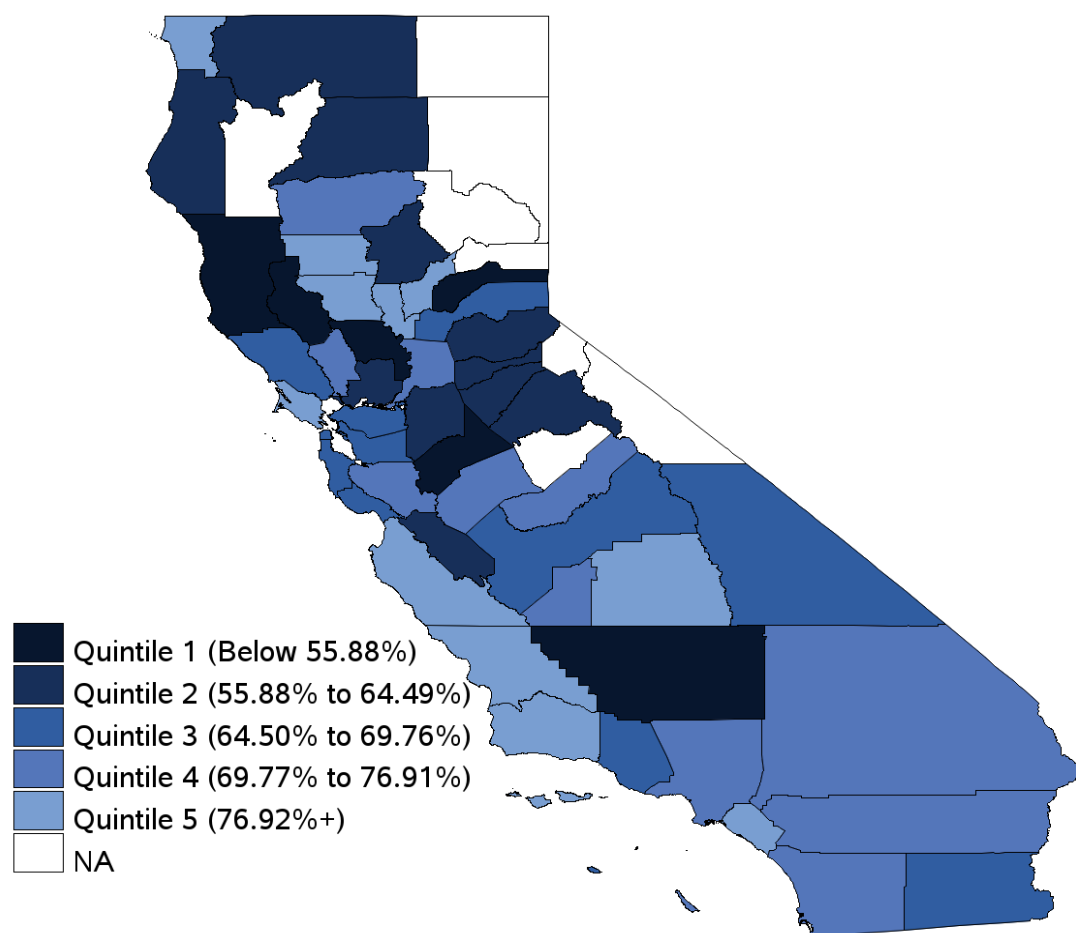 Quintile 1 (Below 55.88%)
Quintile 2 (55.88% to 64.49%)
Quintile 3 (64.50% to 69.76%)
Quintile 4 (69.77% to 76.91%)
Quintile 5 (76.92%+)
NA